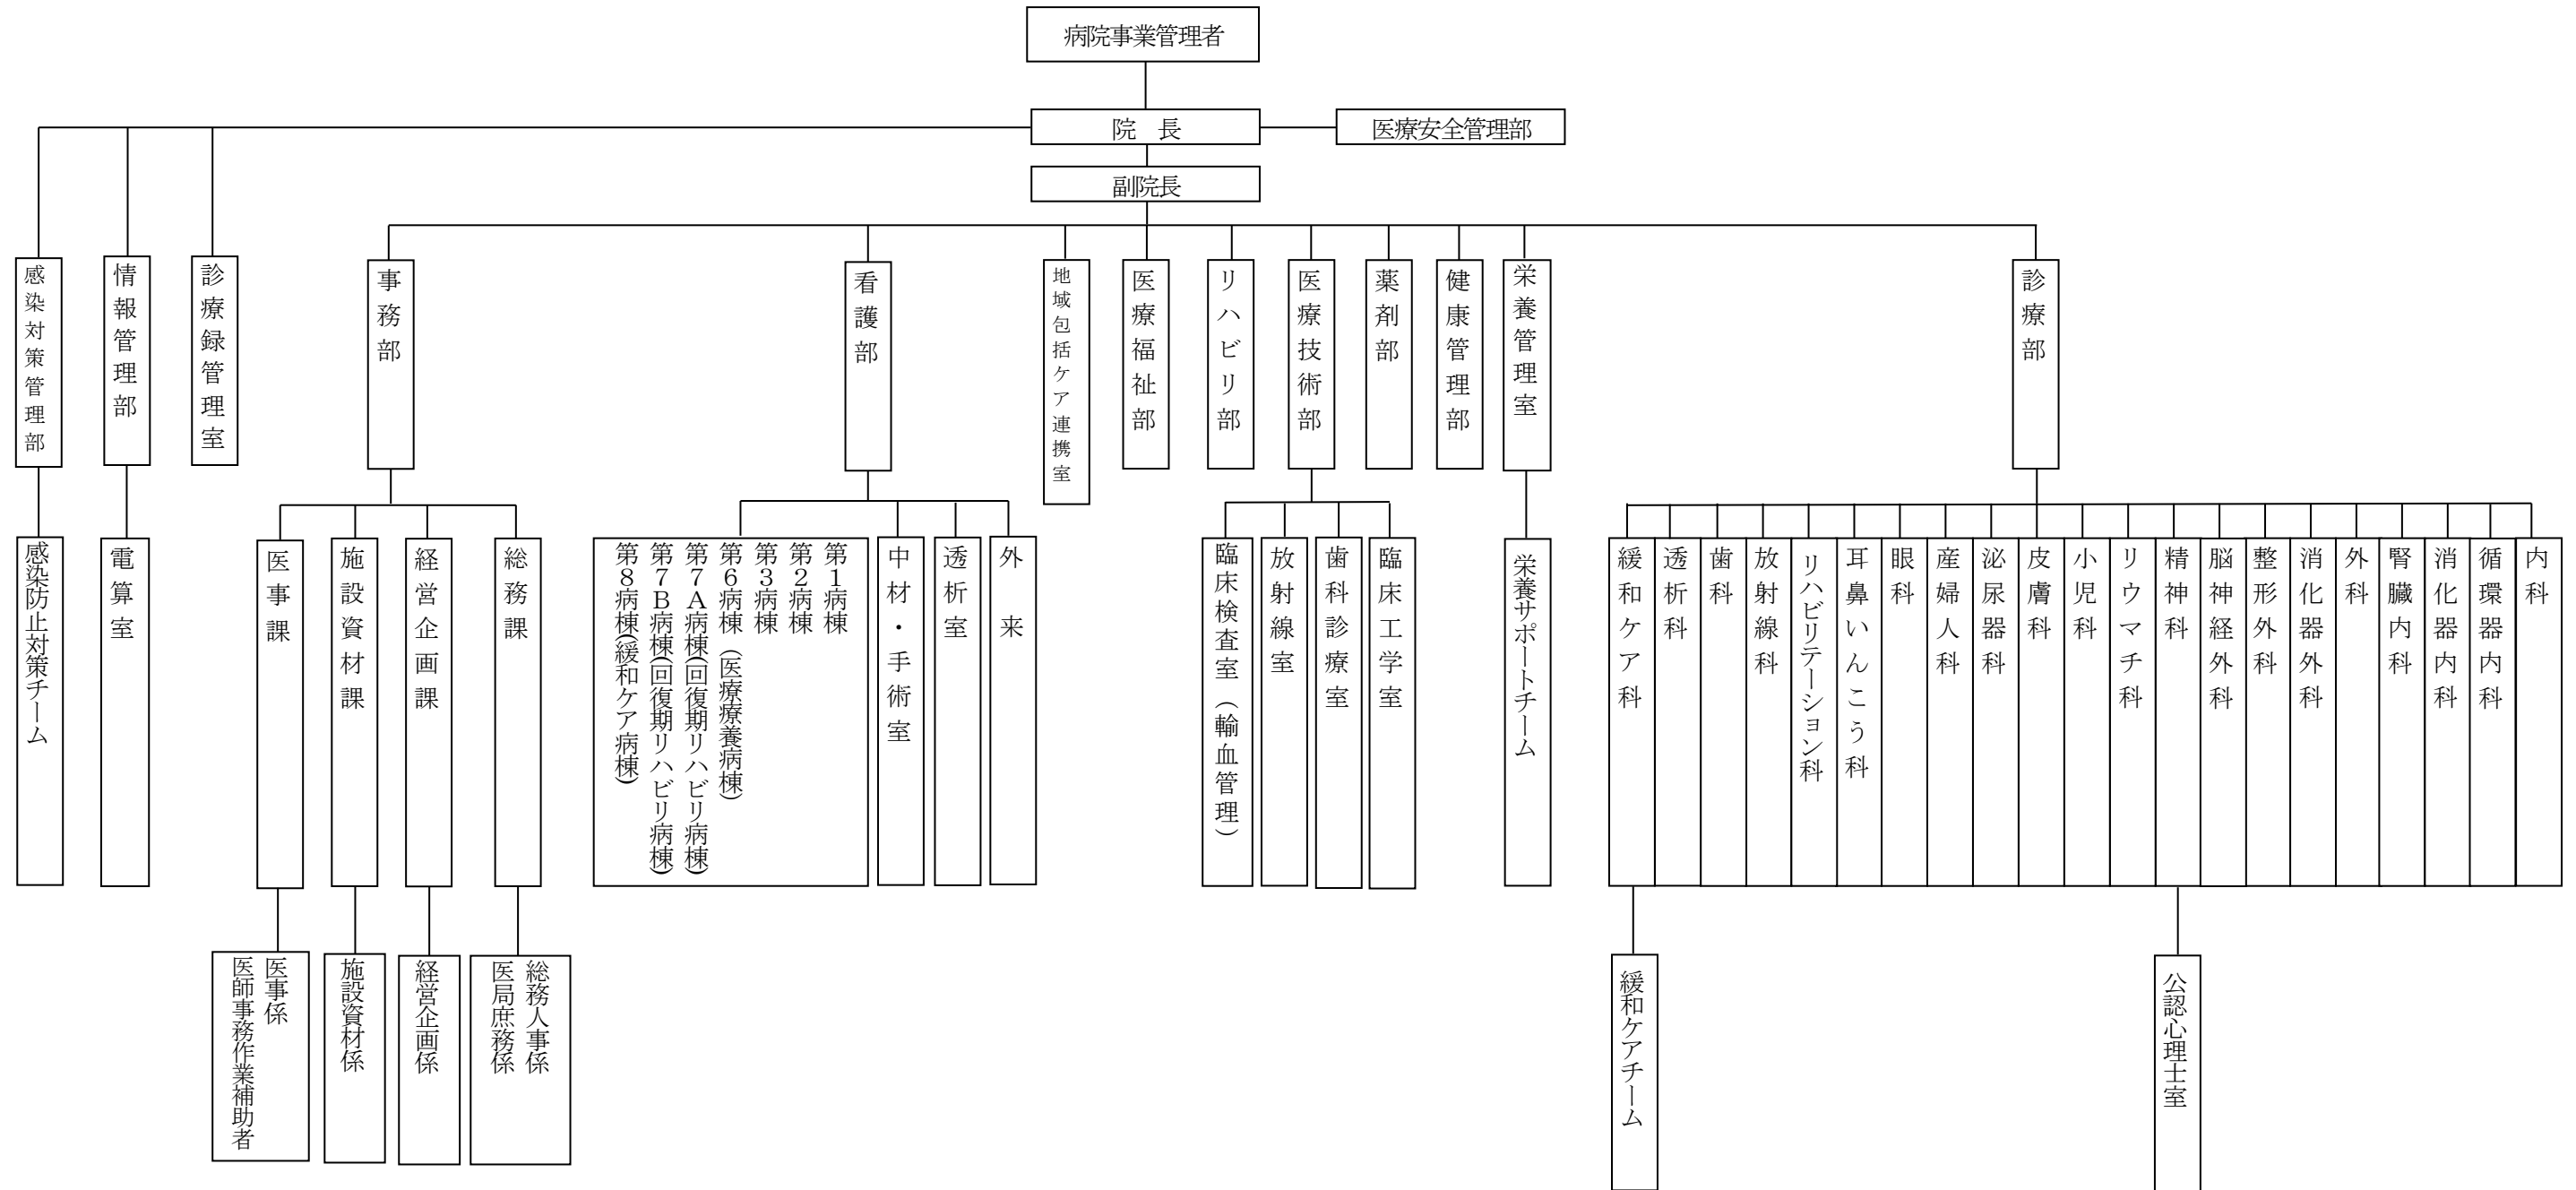 病院事業管理者
院　長
医療安全管理部
副院長
感染対策管理部
情報管理部
診療録管理室
事務部
看護部
地域包括ケア連携室
医療福祉部
リハビリ部
医療技術部
薬剤部
健康管理部
栄養管理室
診療部
感染防止対策チーム
電算室
医事課
施設資材課
経営企画課
総務課
第１病棟
第２病棟
第３病棟
第６病棟（医療療養病棟）
第７Ａ病棟(回復期リハビリ病棟)
第７Ｂ病棟(回復期リハビリ病棟)
第８病棟(緩和ケア病棟)
中材・手術室
透析室
外　来
臨床検査室（輸血管理）
放射線室
歯科診療室
臨床工学室
栄養サポートチーム
緩和ケア科
透析科
歯科
放射線科
リハビリテーション科
耳鼻いんこう科
眼科
産婦人科
泌尿器科
皮膚科
小児科
リウマチ科
精神科
脳神経外科
整形外科
消化器外科
外科
腎臓内科
消化器内科
循環器内科
内科
医事係
医師事務作業補助者
施設資材係
経営企画係
総務人事係
医局庶務係
緩和ケアチーム
公認心理士室